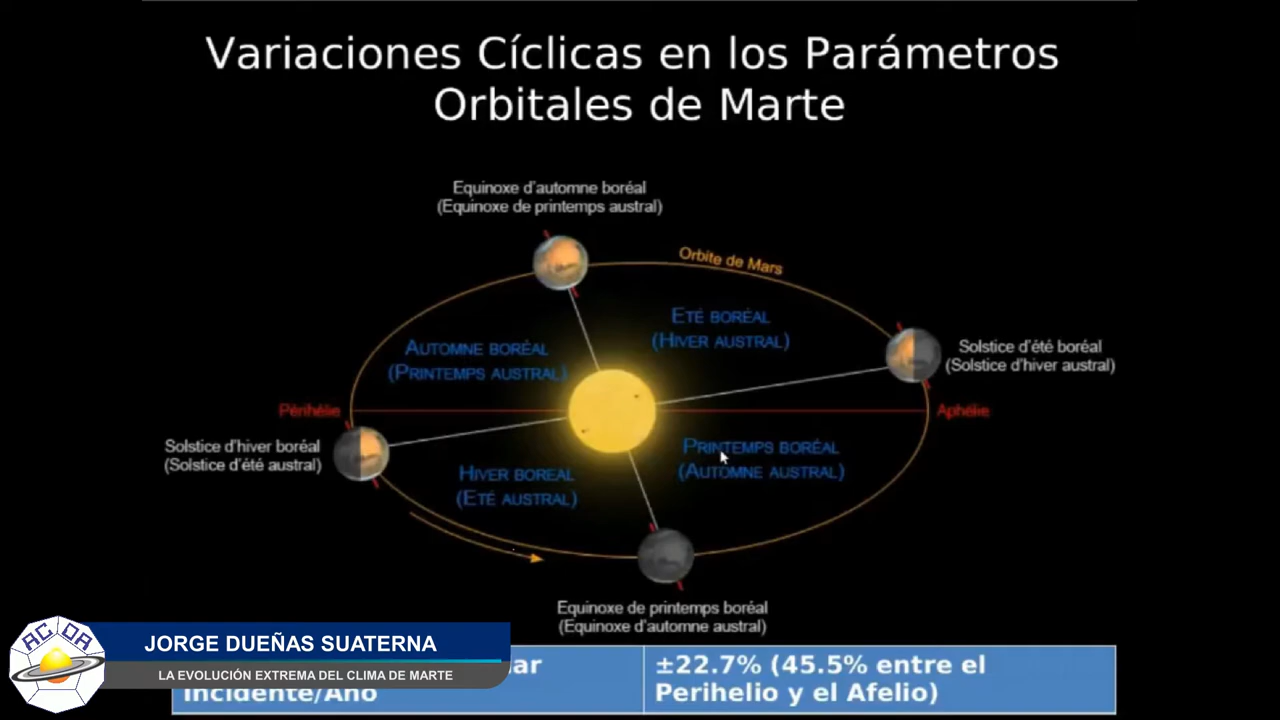 Variaciones Cíclicas en los Parámetros
Orbitales de Marte
Equinoxe d'automne boréal
(Equinoxe de printemps austral)
Orbite de Mars
ETÉ BORÉAL
(HIVER AUSTRAL)
AUTOMNE BORÉAL
(PRINTEMPS AUSTRAL)
Solstice d'été boréal
(Solstice d'hiver austral)
Périhélie
Aphélie
Solstice d'hiver boréal
(Solstice d'été austral)
PRINTEMPS BORÉAL
(AUTOMNE AUSTRAL)
HIVER BOREAL
(ETÉ AUSTRAL)
Equinoxe de printemps boréal
(Equinoxe d'automne austral)
ACDA
JORGE DUEÑAS SUATERNA
LA EVOLUCIÓN EXTREMA DEL CLIMA DE MARTE
ar
Incidente/Año
±22.7% (45.5% entre el
Perihelio y el Afelio)